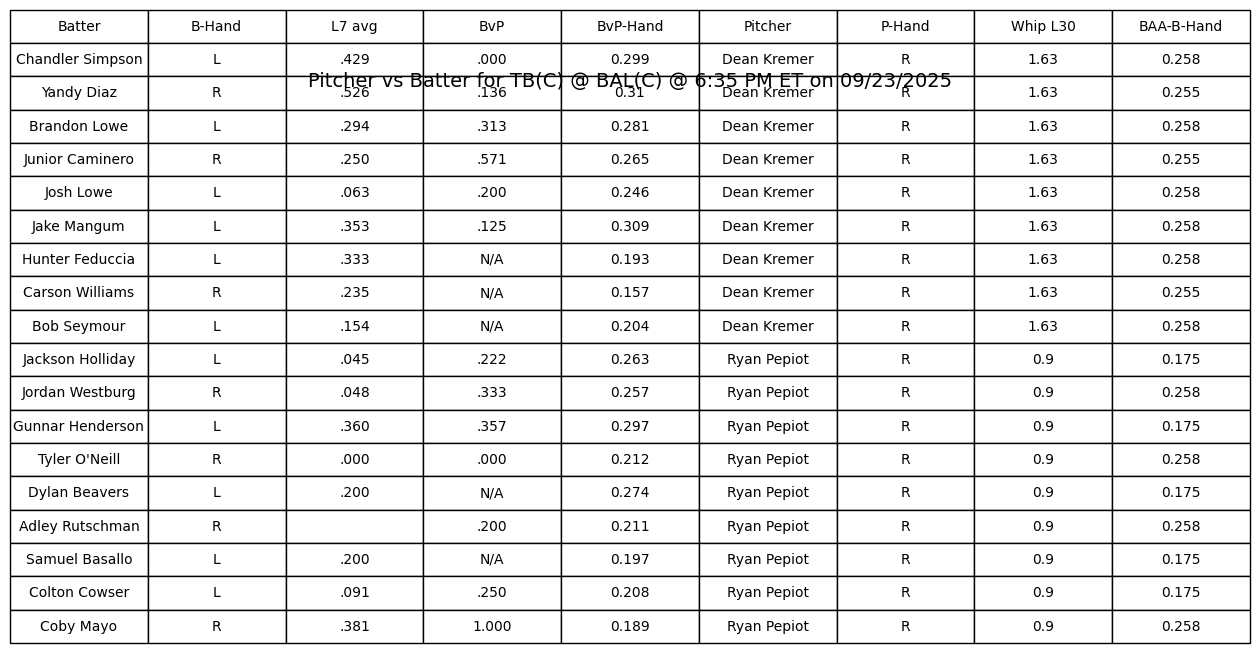 Batter B-Hand L7 avg BvP BvP-Hand Pitcher P-Hand Whip L30 BAA-B-Hand
Chandler Simpson L .429 .000 0.299 Dean Kremer R 1.63 0.258
Pitcher vs Batter for TB(C) @ BAL(C) @ 6:35 PM ET on 09/23/2025
Yandy Diaz R .526 .136 0.31 Dean Kremer R 1.63 0.255
Brandon Lowe L .294 .313 0.281 Dean Kremer R 1.63 0.258
Junior Caminero R .250 .571 0.265 Dean Kremer R 1.63 0.255
Josh Lowe L .063 .200 0.246 Dean Kremer R 1.63 0.258
Jake Mangum L .353 .125 0.309 Dean Kremer R 1.63 0.258
Hunter Feduccia L .333 N/A 0.193 Dean Kremer R 1.63 0.258
Carson Williams R .235 N/A 0.157 Dean Kremer R 1.63 0.255
Bob Seymour L .154 N/A 0.204 Dean Kremer R 1.63 0.258
Jackson Holliday L .045 .222 0.263 Ryan Pepiot R 0.9 0.175
Jordan Westburg R .048 .333 0.257 Ryan Pepiot R 0.9 0.258
Gunnar Henderson L .360 .357 0.297 Ryan Pepiot R 0.9 0.175
Tyler O'Neill R .000 .000 0.212 Ryan Pepiot R 0.9 0.258
Dylan Beavers L .200 N/A 0.274 Ryan Pepiot R 0.9 0.175
Adley Rutschman R .200 0.211 Ryan Pepiot R 0.9 0.258
Samuel Basallo L .200 N/A 0.197 Ryan Pepiot R 0.9 0.175
Colton Cowser L .091 .250 0.208 Ryan Pepiot R 0.9 0.175
Coby Mayo R .381 1.000 0.189 Ryan Pepiot R 0.9 0.258